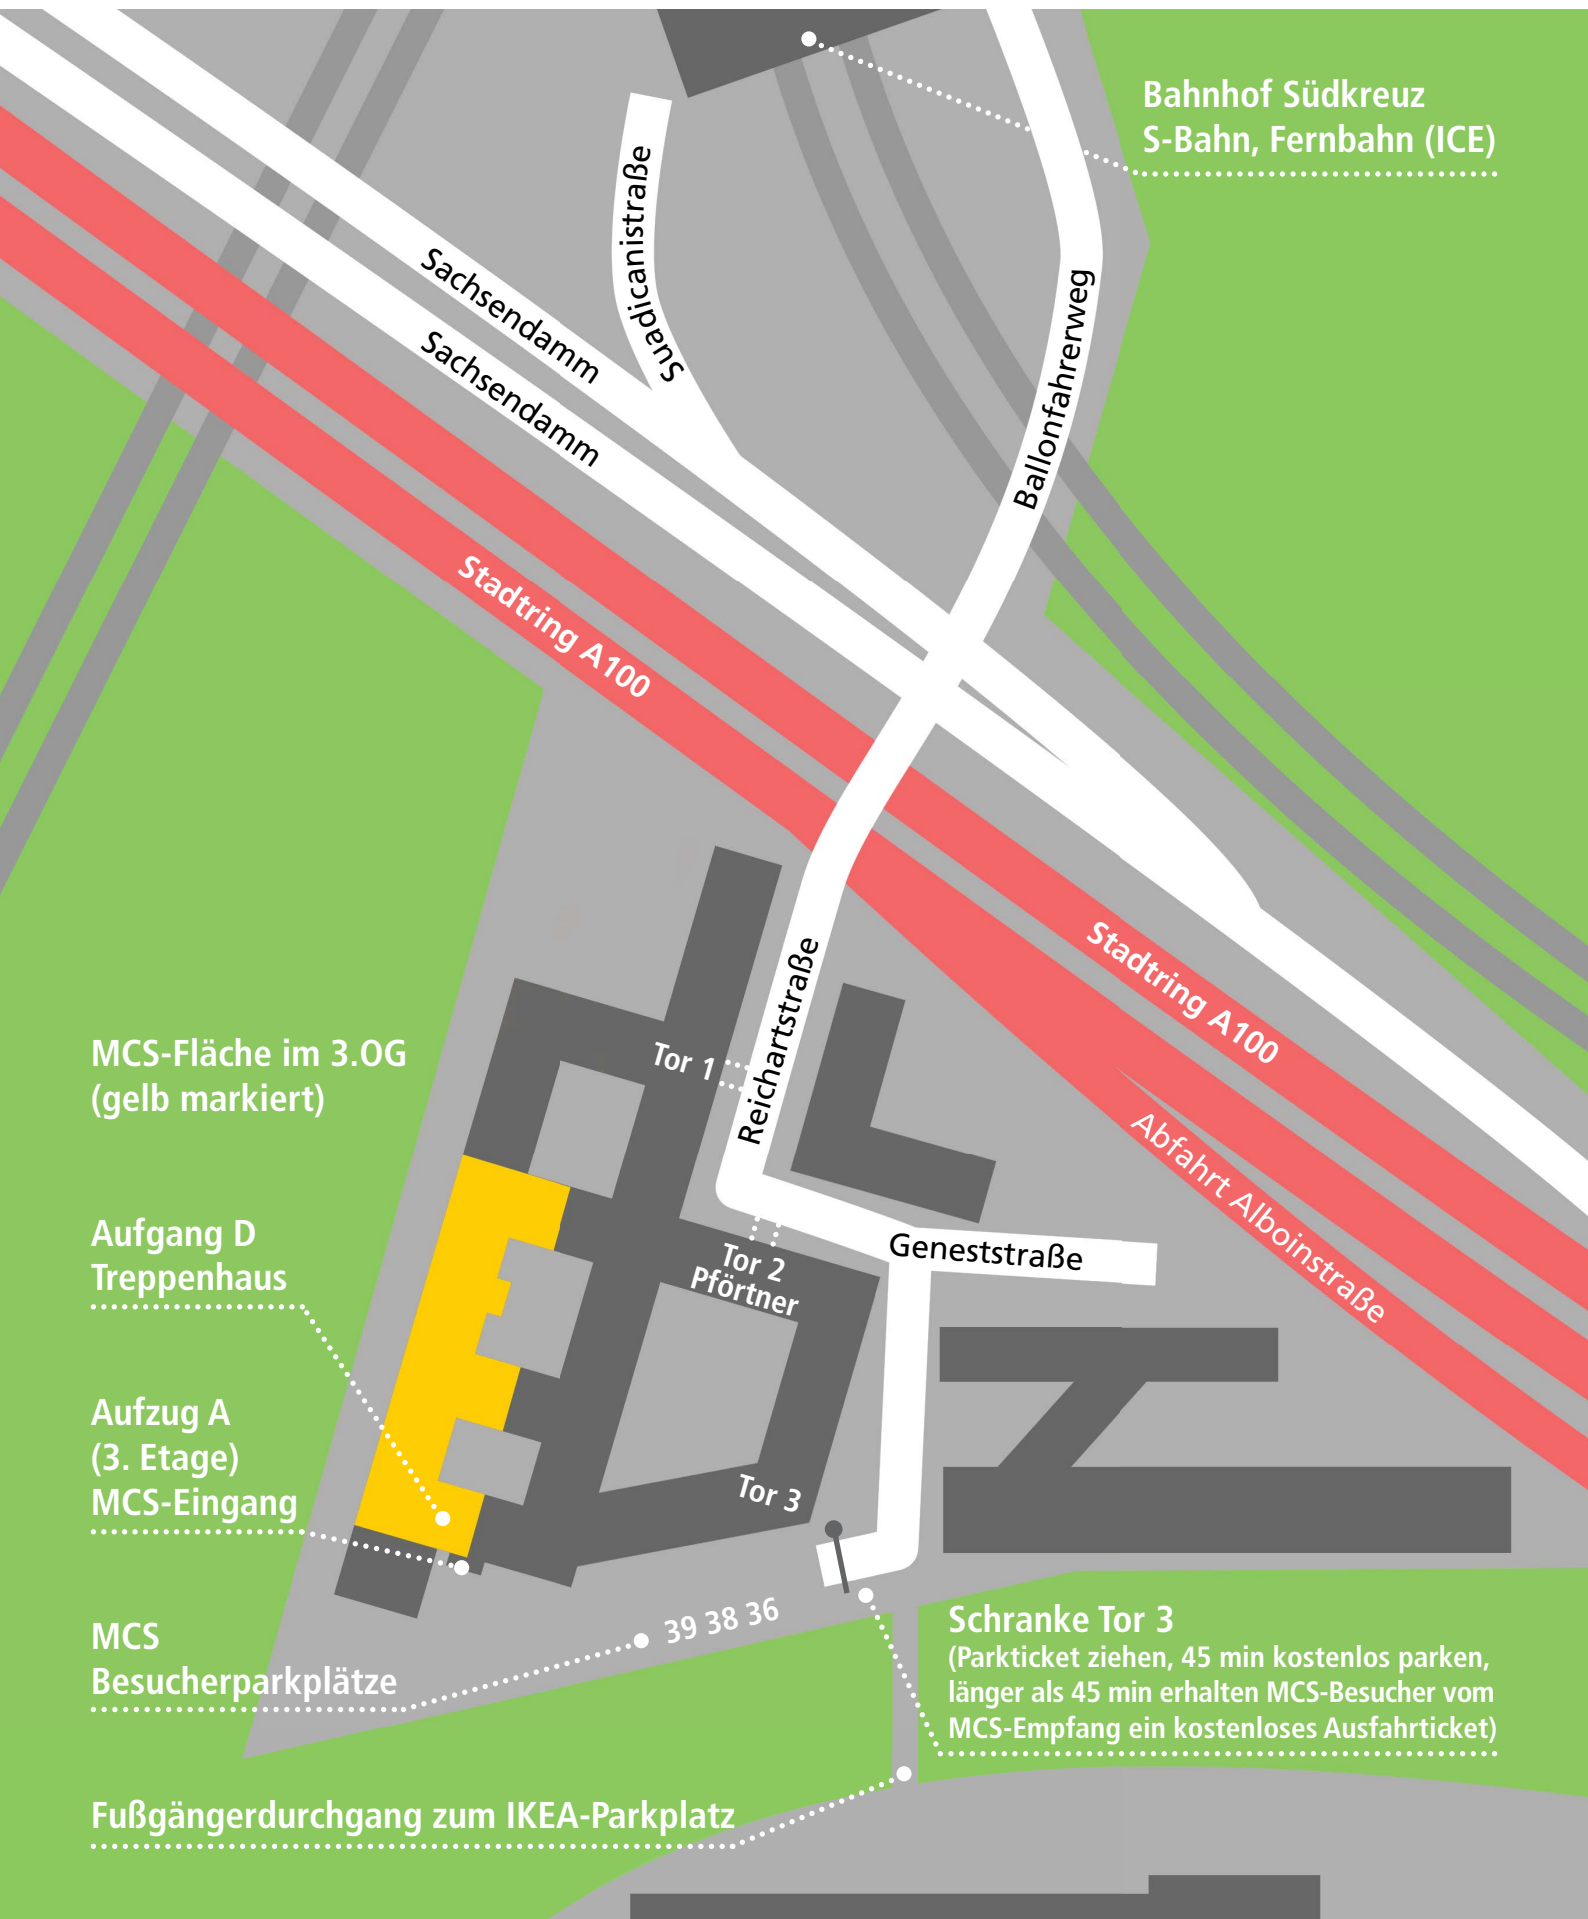 Bahnhof Südkreuz
S-Bahn, Fernbahn (ICE)
Suadicanistraße
Sachsendamm
Sachsendamm
Ballonfahrerweg
Stadtring A100
Stadtring A100
Reichartstraße
Tor 1
MCS-Fläche im 3.OG
(gelb markiert)
Abfahrt Alboinstraße
Aufgang D
Treppenhaus
Tor 2
Pförtner
Geneststraße
Aufzug A
(3. Etage)
MCS-Eingang
Tor 3
39 38 36
MCS
Besucherparkplätze
Schranke Tor 3
(Parkticket ziehen, 45 min kostenlos parken,
länger als 45 min erhalten MCS-Besucher vom
MCS-Empfang ein kostenloses Ausfahrticket)
Fußgängerdurchgang zum IKEA-Parkplatz